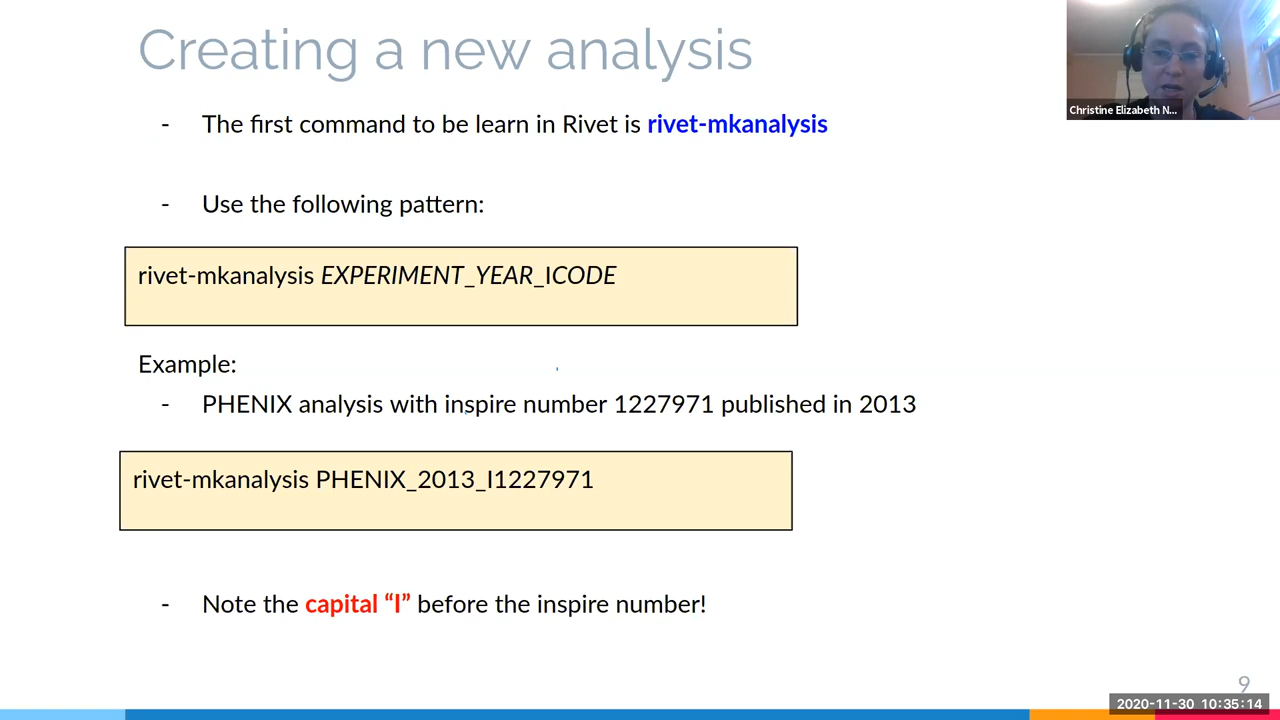 Creating a new analysis
Christine Elizabeth N...
- The first command to be learn in Rivet is rivet-mkanalysis
- Use the following pattern:
rivet-mkanalysis EXPERIMENT_YEAR_ICODE
Example:
- PHENIX analysis with inspire number 1227971 published in 2013
rivet-mkanalysis PHENIX_2013_I1227971
- Note the capital “I” before the inspire number!
9
2020-11-30 10:35:14